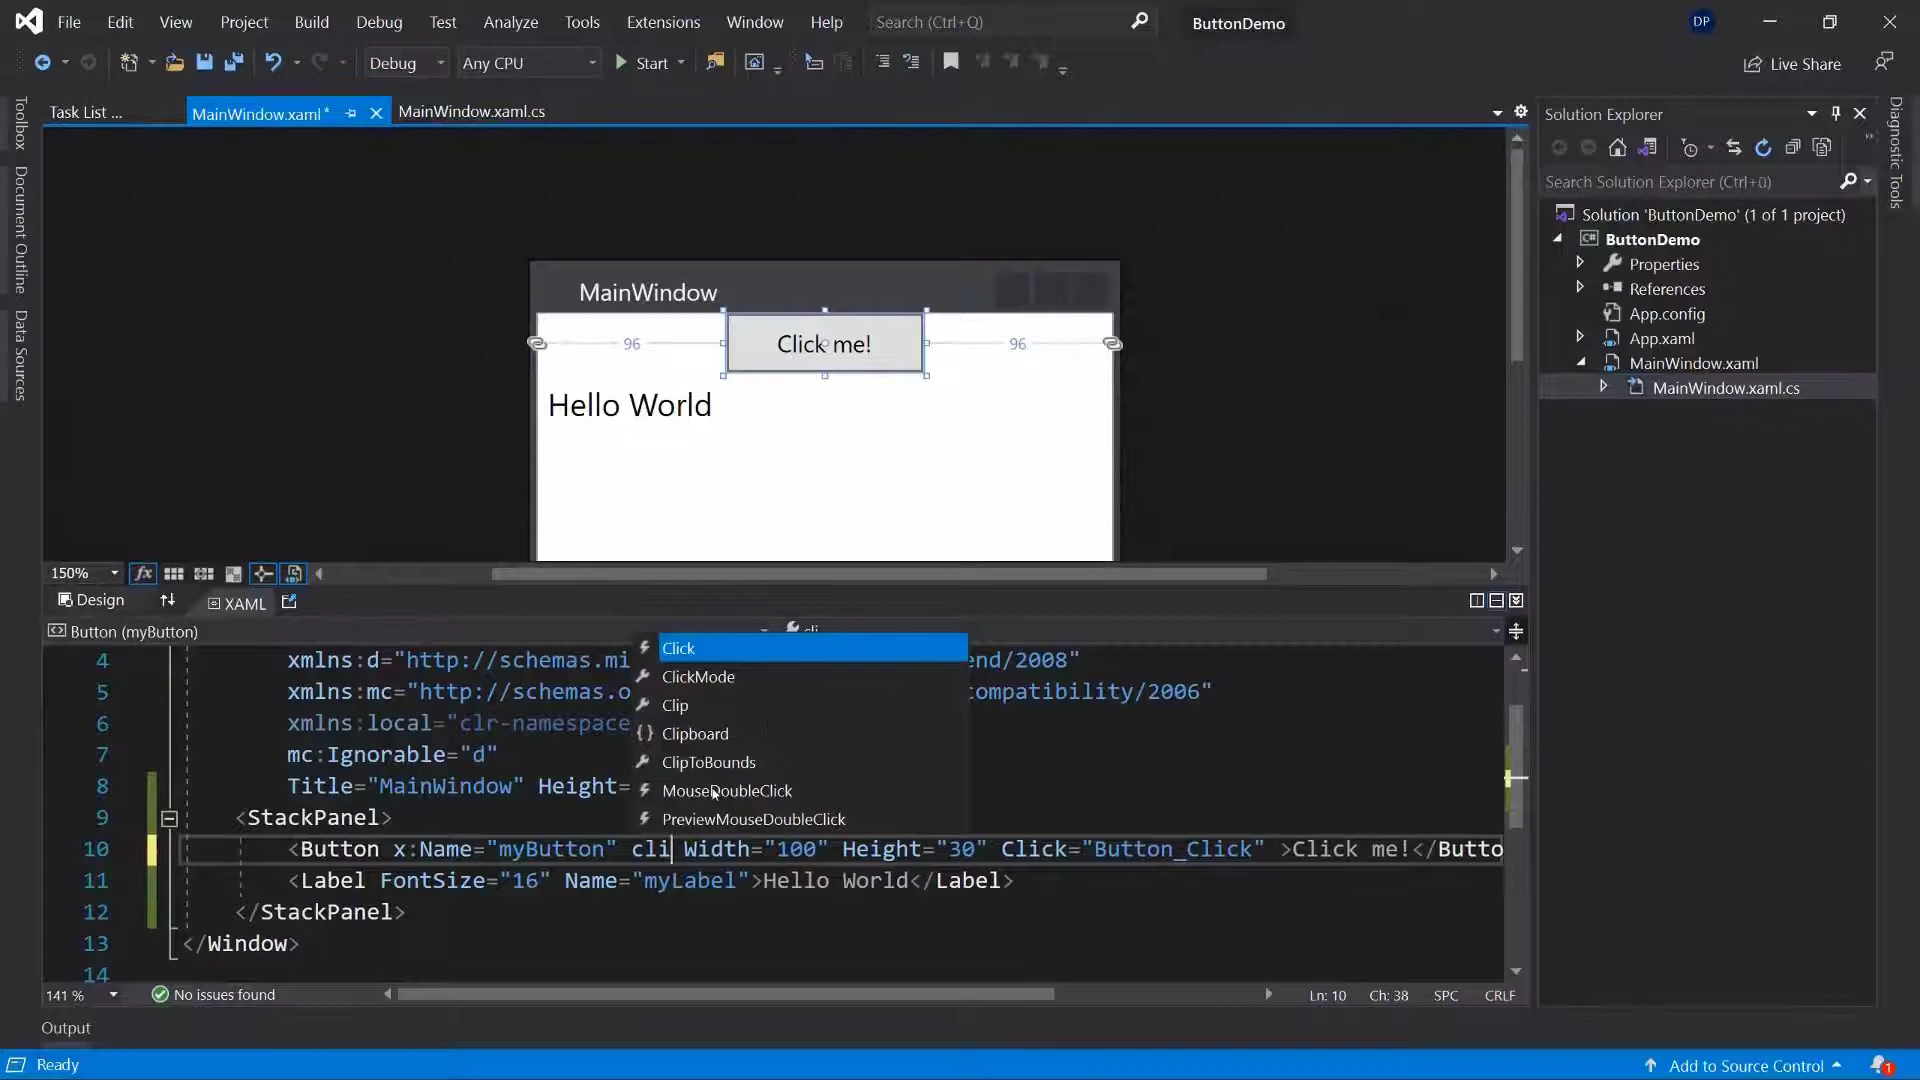 File Edit View Project Build Debug Test Analyze Tools Extensions Window Help Search (Ctrl+Q) ButtonDemo DP
Debug Any CPU Start Live Share
Toolbox
Document Outline
Data Sources
Task List ... MainWindow.xaml* MainWindow.xaml.cs
MainWindow
96 Click me! 96
Hello World
150% fx
Design XAML
Button (myButton) cli
4 xmlns:d="http://schemas.mi end/2008"
5 xmlns:mc="http://schemas.o compatibility/2006"
6 xmlns:local="clr-namespace
7 mc:Ignorable="d"
8 Title="MainWindow" Height=
9 <StackPanel>
10 <Button x:Name="myButton" cli Width="100" Height="30" Click="Button_Click" >Click me!</Butto
11 <Label FontSize="16" Name="myLabel">Hello World</Label>
12 </StackPanel>
13 </Window>
14
Click
ClickMode
Clip
{} Clipboard
ClipToBounds
MouseDoubleClick
PreviewMouseDoubleClick
141 % No issues found Ln: 10 Ch: 38 SPC CRLF
Output
Ready Add to Source Control 1
Solution Explorer
Search Solution Explorer (Ctrl+ü)
Solution 'ButtonDemo' (1 of 1 project)
C# ButtonDemo
Properties
References
App.config
App.xaml
MainWindow.xaml
MainWindow.xaml.cs
Diagnostic Tools